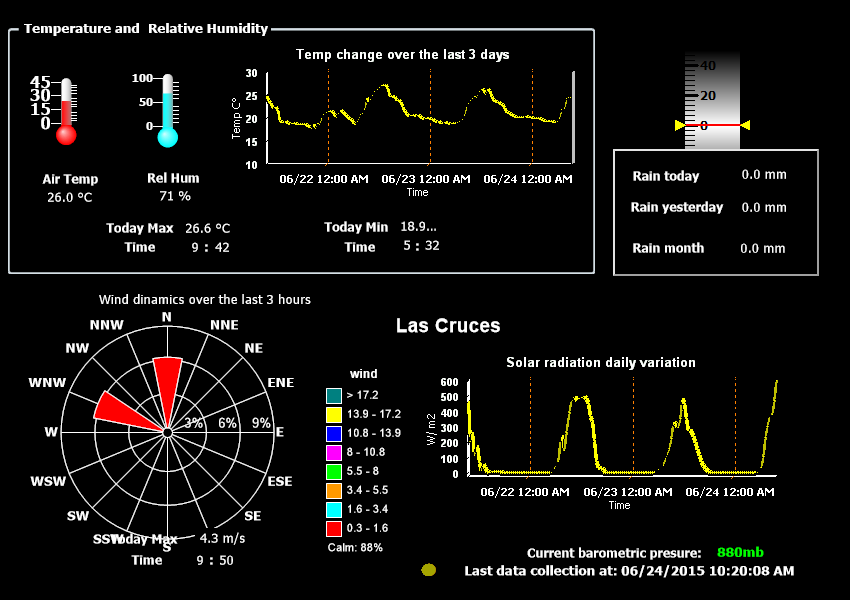 Temperature and Relative Humidity
Temp change over the last 3 days
45
30
15
0
100
50
0
Temp C°
30
25
20
15
10
06/22 12:00 AM 06/23 12:00 AM 06/24 12:00 AM
Time
Air Temp
26.0 ºC
Rel Hum
71 %
Today Max 26.6 ºC
Time 9 : 42
Today Min 18.9...
Time 5 : 32
40
20
0
Rain today 0.0 mm
Rain yesterday 0.0 mm
Rain month 0.0 mm
Wind dinamics over the last 3 hours
N
NNW NNE
NW NE
WNW ENE
3% 6% 9%
W E
WSW ESE
SW SE
SSW
S
Today Max 4.3 m/s
Time 9 : 50
Las Cruces
wind
> 17.2
13.9 - 17.2
10.8 - 13.9
8 - 10.8
5.5 - 8
3.4 - 5.5
1.6 - 3.4
0.3 - 1.6
Calm: 88%
Solar radiation daily variation
W/ m2
600
500
400
300
200
100
0
06/22 12:00 AM 06/23 12:00 AM 06/24 12:00 AM
Time
Current barometric presure: 880mb
Last data collection at: 06/24/2015 10:20:08 AM